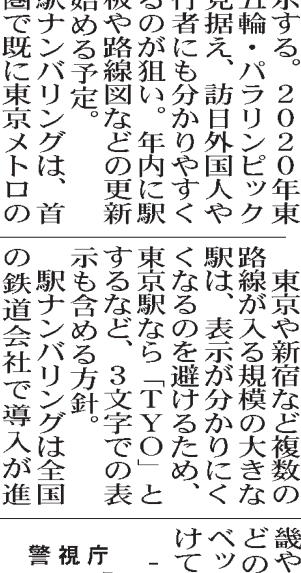 示する。2020年東
五輪・パラリンピック
見据え、訪日外国人や
行者にも分かりやすく
るのが狙い。年内に駅
板や路線図などの更新
始める予定。
駅ナンバリングは、首
圏で既に東京メトロの
東京や新宿など複数の
路線が入る規模の大きな
駅は、表示が分かりにく
くなるのを避けるため、
東京駅なら「TYO」と
するなど、3文字での表
示も含める方針。
駅ナンバリングは全国
の鉄道会社で導入が進
畿や
どの
ベッ
けて
警視庁